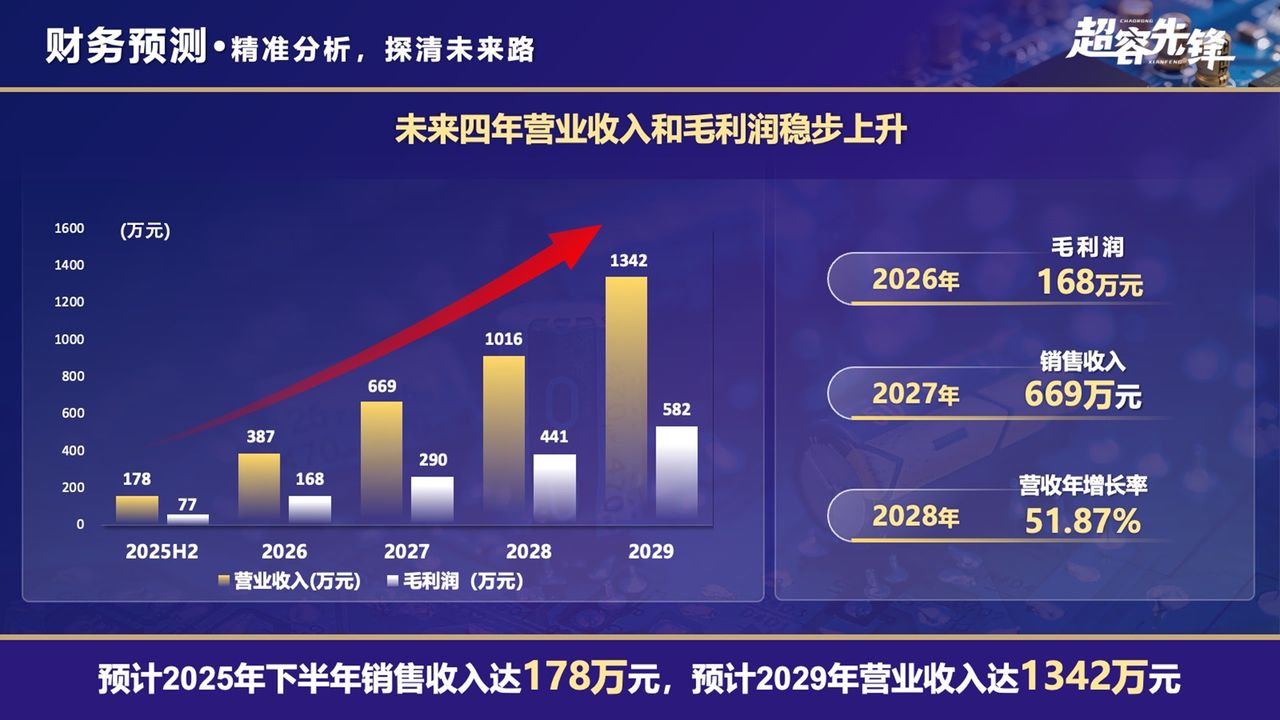 财务预测•精准分析，探清未来路
CHAORONG
超容先锋
XIANFENG
未来四年营业收入和毛利润稳步上升
(万元)
1600
1400
1200
1000
800
600
400
200
0
178
77
387
168
669
290
1016
441
1342
582
2025H2 2026 2027 2028 2029
营业收入(万元) 毛利润（万元）
毛利润
2026年 168万元
销售收入
2027年 669万元
营收年增长率
2028年 51.87%
预计2025年下半年销售收入达178万元，预计2029年营业收入达1342万元